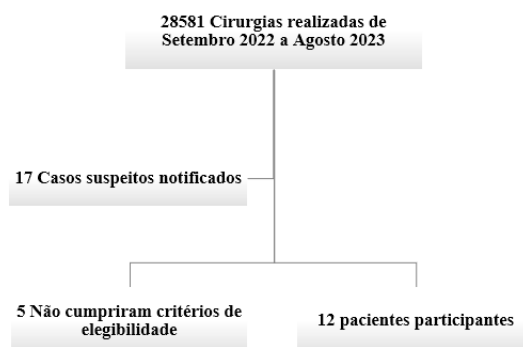 28581 Cirurgias realizadas de
Setembro 2022 a Agosto 2023
17 Casos suspeitos notificados
5 Não cumpriram critérios de
elegibilidade
12 pacientes participantes